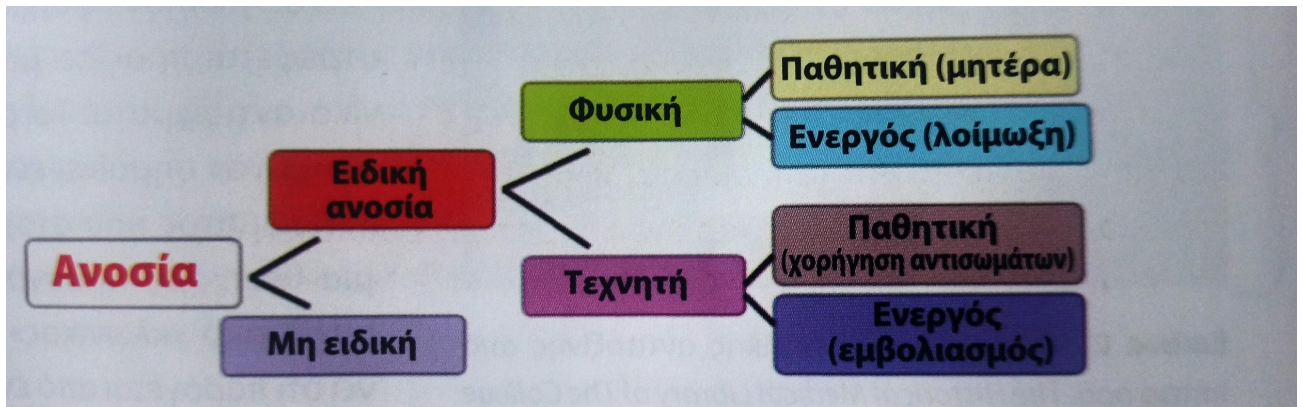 Ανοσία
Ειδική
ανοσία
Μη ειδική
Φυσική
Τεχνητή
Παθητική (μητέρα)
Ενεργός (λοίμωξη)
Παθητική
(χορήγηση αντισωμάτων)
Ενεργός
(εμβολιασμός)